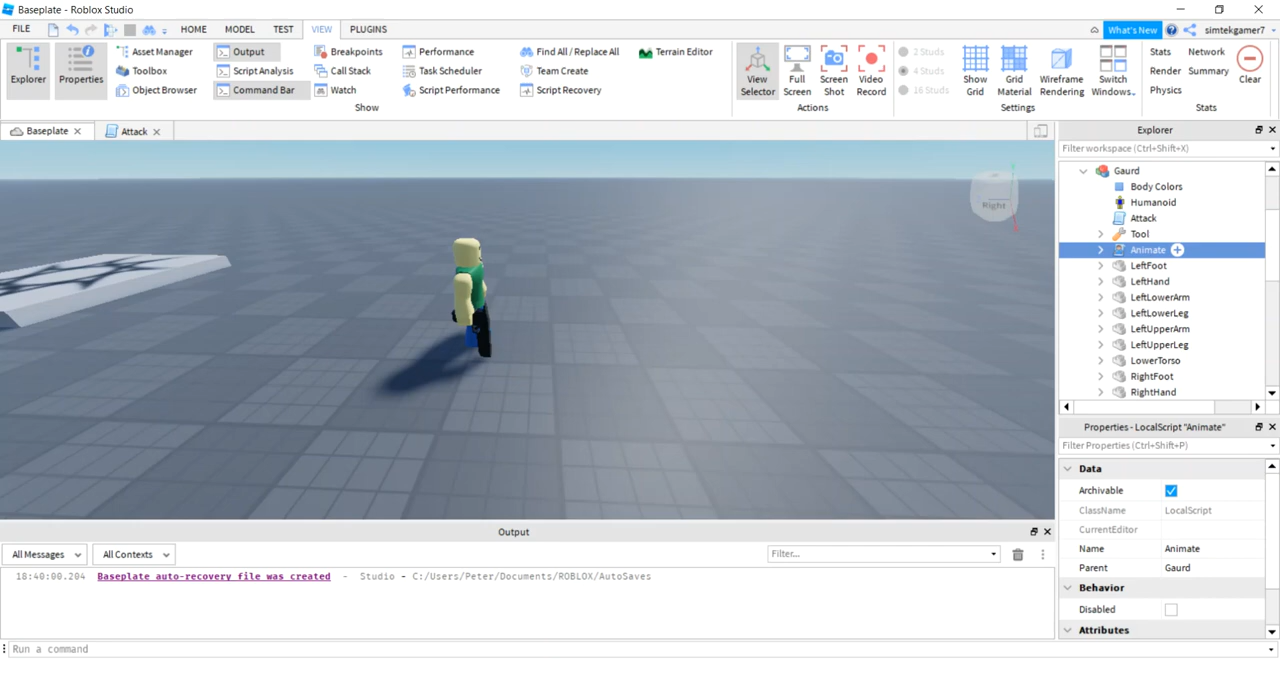 Baseplate - Roblox Studio
FILE HOME MODEL TEST VIEW PLUGINS What's New simtekgamer7
Explorer
Properties
Asset Manager
Toolbox
Object Browser
Output
Script Analysis
Command Bar
Breakpoints
Call Stack
Watch
Performance
Task Scheduler
Script Performance
Find All / Replace All
Team Create
Script Recovery
Terrain Editor
Show
View Selector
Full Screen
Screen Shot
Video Record
Actions
2 Studs
4 Studs
16 Studs
Show Grid
Grid Material
Wireframe Rendering
Switch Windows..
Settings
Stats Network
Render Summary
Physics
Clear
Stats
Baseplate Attack
Right
Explorer
Filter workspace (Ctrl+Shift+X)
Gaurd
Body Colors
Humanoid
Attack
Tool
Animate
LeftFoot
LeftHand
LeftLowerArm
LeftLowerLeg
LeftUpperArm
LeftUpperLeg
LowerTorso
RightFoot
RightHand
Properties - LocalScript "Animate"
Filter Properties (Ctrl+Shift+P)
Data
Archivable
ClassName LocalScript
CurrentEditor
Name Animate
Parent Gaurd
Behavior
Disabled
Attributes
Output
All Messages All Contexts Filter...
18:40:00.204 Baseplate auto-recovery file was created - Studio - C:/Users/Peter/Documents/ROBLOX/AutoSaves
Run a command